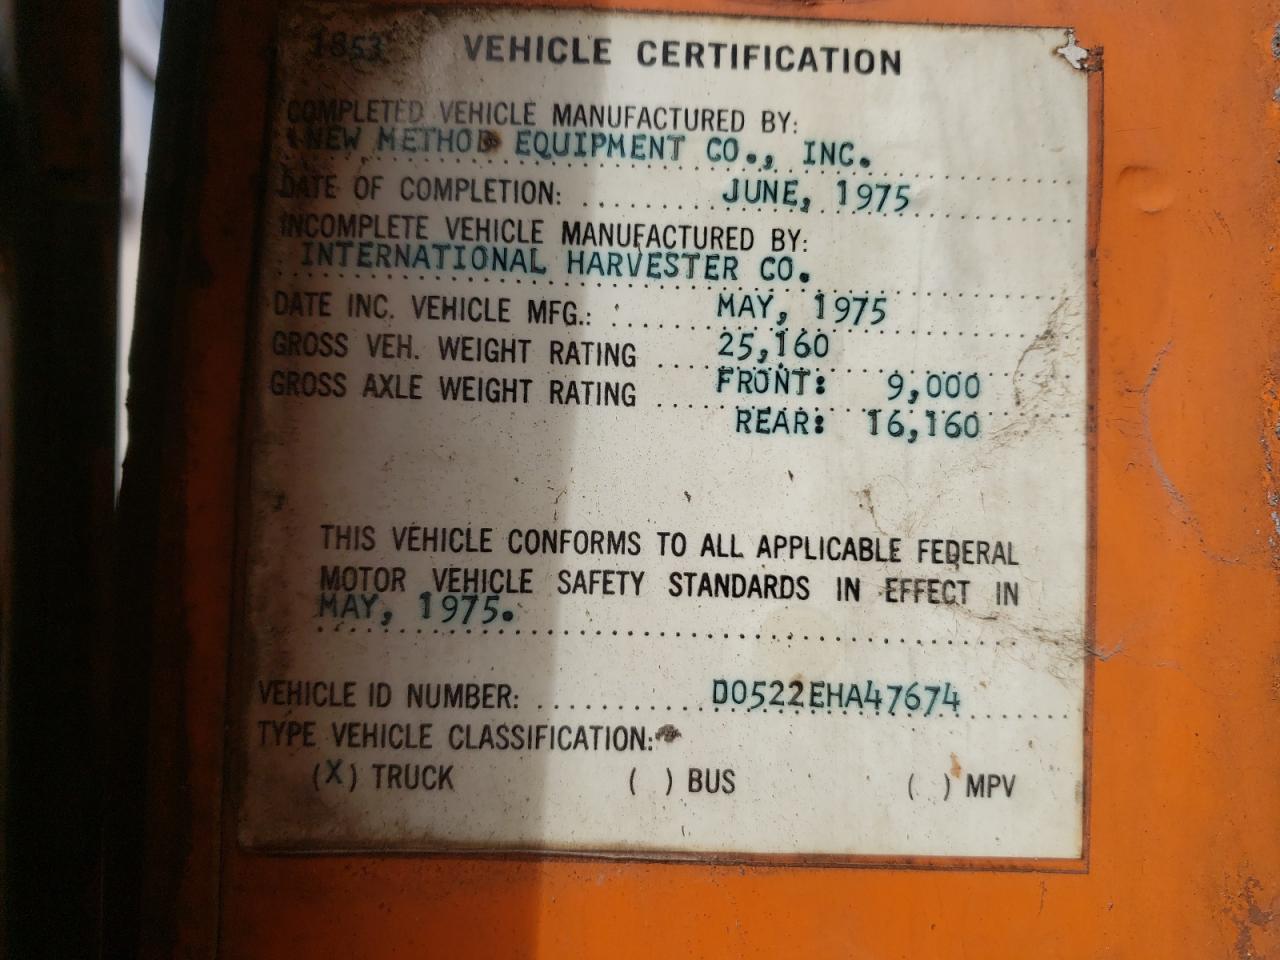 1853 VEHICLE CERTIFICATION
COMPLETED VEHICLE MANUFACTURED BY:
NEW METHOD EQUIPMENT CO., INC.
DATE OF COMPLETION: ........ JUNE, 1975
INCOMPLETE VEHICLE MANUFACTURED BY:
INTERNATIONAL HARVESTER CO.
DATE INC. VEHICLE MFG.: ...... MAY, 1975
GROSS VEH. WEIGHT RATING ... 25,160
GROSS AXLE WEIGHT RATING ... FRONT: 9,000
REAR: 16,160
THIS VEHICLE CONFORMS TO ALL APPLICABLE FEDERAL
MOTOR VEHICLE SAFETY STANDARDS IN EFFECT IN
MAY, 1975.
VEHICLE ID NUMBER: .......... D0522EHA47674
TYPE VEHICLE CLASSIFICATION:
(X) TRUCK ( ) BUS ( ) MPV